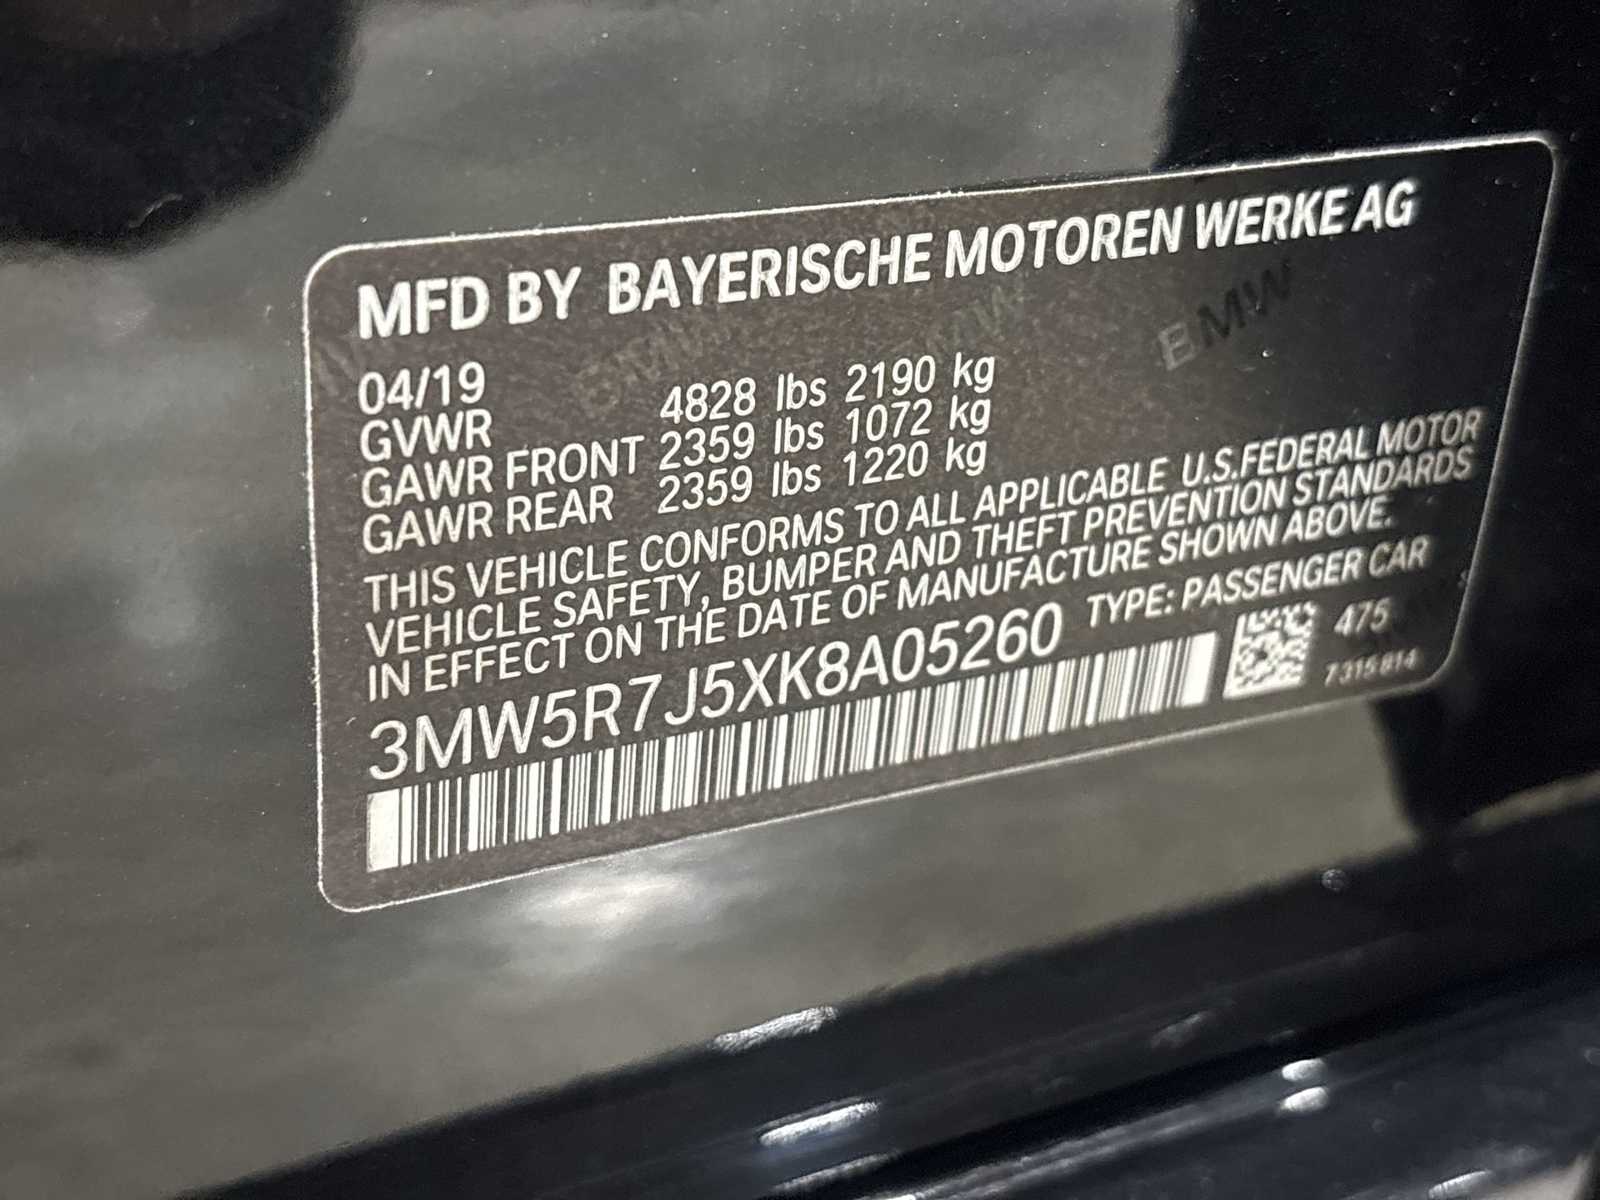 MFD BY BAYERISCHE MOTOREN WERKE AG
04/19
GVWR 4828 lbs 2190 kg
GAWR FRONT 2359 lbs 1072 kg
GAWR REAR 2359 lbs 1220 kg
THIS VEHICLE CONFORMS TO ALL APPLICABLE U.S.FEDERAL MOTOR
VEHICLE SAFETY, BUMPER AND THEFT PREVENTION STANDARDS
IN EFFECT ON THE DATE OF MANUFACTURE SHOWN ABOVE.
3MW5R7J5XK8A05260 TYPE: PASSENGER CAR
475
7315814
BMW
BMW